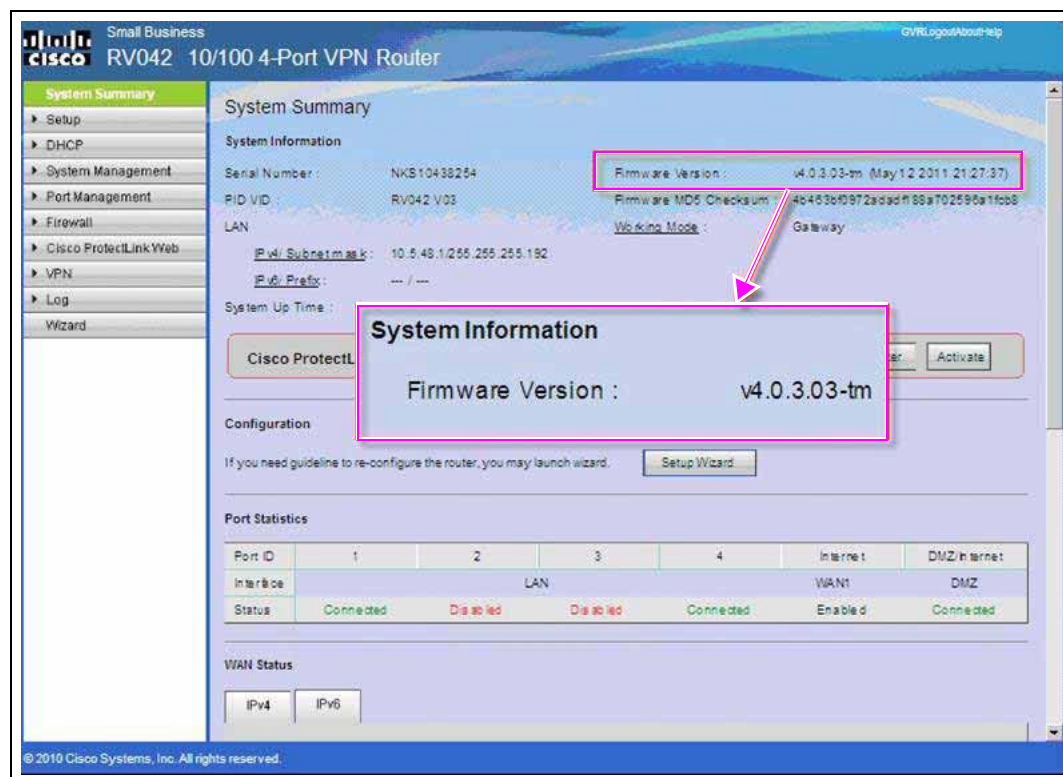 Small Business
CISCO RV042 10/100 4-Port VPN Router
GVRLogoutAboutHelp
System Summary
Setup
DHCP
System Management
Port Management
Firewall
Cisco ProtectLink Web
VPN
Log
Wizard
System Summary
System Information
Serial Number : NKS10438254 Firmware Version : v4.0.3.03-tm (May 12 2011 21:27:37)
PID VID : RV042 V03 Firmware MD5 Checksum :
LAN Working Mode : Gateway
IPv4/ Subnetmask : 10.5.48.1/255.255.255.192
IPv6/ Prefix : --- / ---
System Up Time :
System Information
Firmware Version : v4.0.3.03-tm
Cisco ProtectL
Activate
Configuration
If you need guideline to re-configure the router, you may launch wizard. Setup Wizard
Port Statistics
Port ID 1 2 3 4 Internet DMZ/Internet
Interface LAN WAN1 DMZ
Status Connected Disabled Disabled Connected Enabled Connected
WAN Status
IPv4 IPv6
© 2010 Cisco Systems, Inc. All rights reserved.